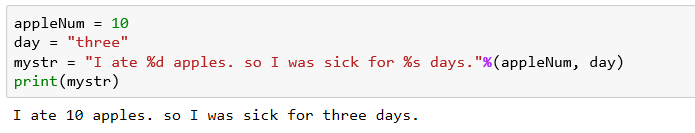 appleNum = 10
day = "three"
mystr = "I ate %d apples. so I was sick for %s days."%(appleNum, day)
print(mystr)
I ate 10 apples. so I was sick for three days.